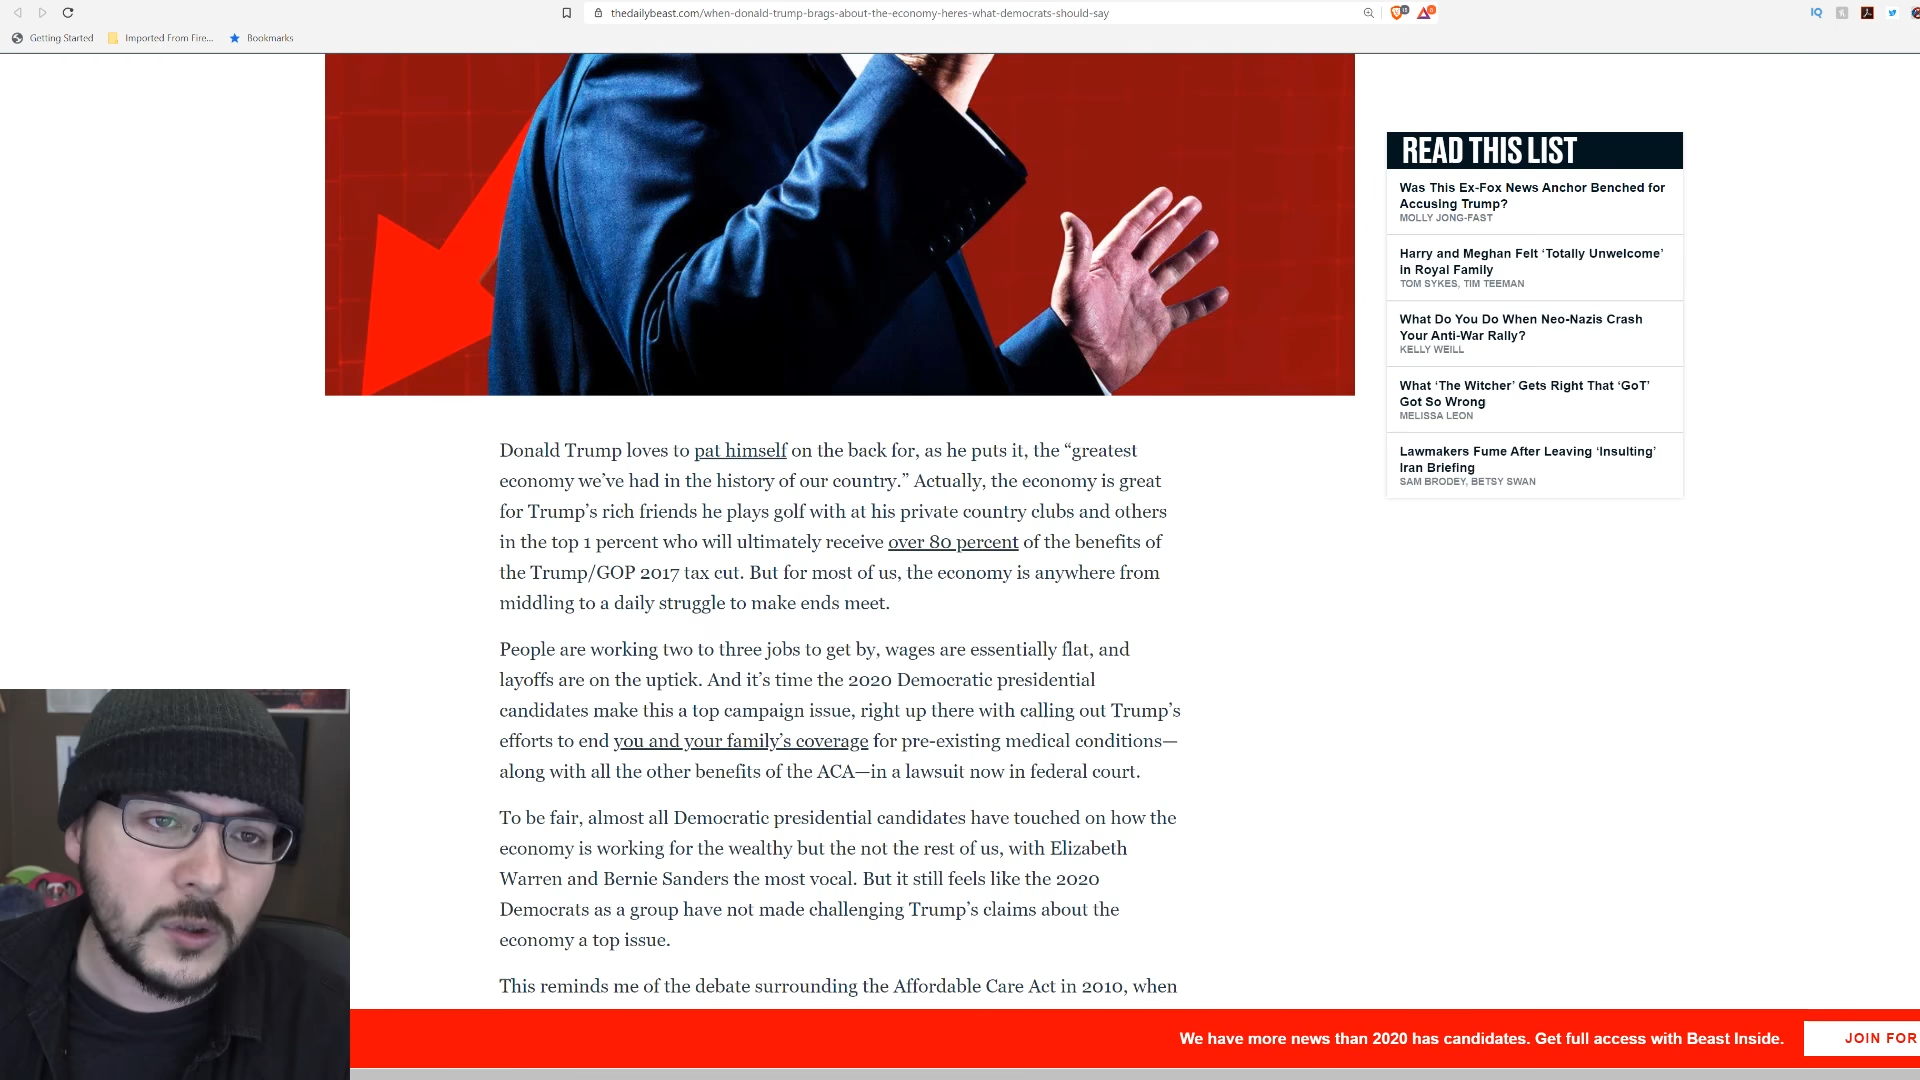 thedailybeast.com/when-donald-trump-brags-about-the-economy-heres-what-democrats-should-say
IQ
Getting Started
Imported From Fire...
Bookmarks
READ THIS LIST
Was This Ex-Fox News Anchor Benched for
Accusing Trump?
MOLLY JONG-FAST
Harry and Meghan Felt ‘Totally Unwelcome’
in Royal Family
TOM SYKES, TIM TEEMAN
What Do You Do When Neo-Nazis Crash
Your Anti-War Rally?
KELLY WEILL
What ‘The Witcher’ Gets Right That ‘GoT’
Got So Wrong
MELISSA LEON
Lawmakers Fume After Leaving ‘Insulting’
Iran Briefing
SAM BRODEY, BETSY SWAN
Donald Trump loves to pat himself on the back for, as he puts it, the “greatest
economy we’ve had in the history of our country.” Actually, the economy is great
for Trump’s rich friends he plays golf with at his private country clubs and others
in the top 1 percent who will ultimately receive over 80 percent of the benefits of
the Trump/GOP 2017 tax cut. But for most of us, the economy is anywhere from
middling to a daily struggle to make ends meet.
People are working two to three jobs to get by, wages are essentially flat, and
layoffs are on the uptick. And it’s time the 2020 Democratic presidential
candidates make this a top campaign issue, right up there with calling out Trump’s
efforts to end you and your family’s coverage for pre-existing medical conditions—
along with all the other benefits of the ACA—in a lawsuit now in federal court.
To be fair, almost all Democratic presidential candidates have touched on how the
economy is working for the wealthy but the not the rest of us, with Elizabeth
Warren and Bernie Sanders the most vocal. But it still feels like the 2020
Democrats as a group have not made challenging Trump’s claims about the
economy a top issue.
This reminds me of the debate surrounding the Affordable Care Act in 2010, when
We have more news than 2020 has candidates. Get full access with Beast Inside.
JOIN FOR